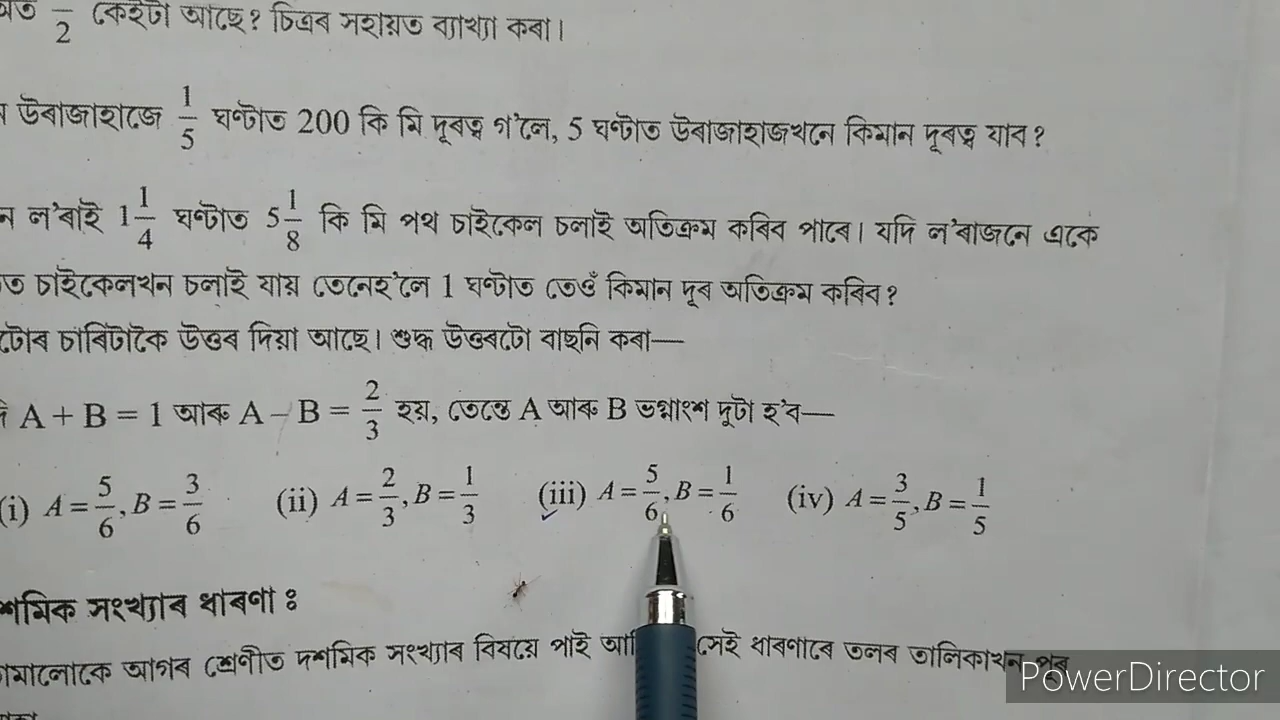 2 কেইটা আছে? চিত্ৰৰ সহায়ত ব্যাখ্যা কৰা।
উৰাজাহাজে 1/5 ঘণ্টাত 200 কি মি দূৰত্ব গ'লে, 5 ঘণ্টাত উৰাজাহাজখনে কিমান দূৰত্ব যাব?
ল'ৰাই 1 1/4 ঘণ্টাত 5 1/8 কি মি পথ চাইকেল চলাই অতিক্ৰম কৰিব পাৰে। যদি ল'ৰাজনে একে
চাইকেলখন চলাই যায় তেনেহ'লে 1 ঘণ্টাত তেওঁ কিমান দূৰ অতিক্ৰম কৰিব?
চাৰিটাকৈ উত্তৰ দিয়া আছে। শুদ্ধ উত্তৰটো বাছনি কৰা—
A + B = 1 আৰু A – B = 2/3 হয়, তেন্তে A আৰু B ভগ্নাংশ দুটা হ'ব—
(i) A = 5/6, B = 3/6 (ii) A = 2/3, B = 1/3 (iii) A = 5/6, B = 1/6 (iv) A = 3/5, B = 1/5
সংখ্যাৰ ধাৰণা ঃ
আগৰ শ্ৰেণীত দশমিক সংখ্যাৰ বিষয়ে পাই সেই ধাৰণাৰে তলৰ তালিকাখন
PowerDirector